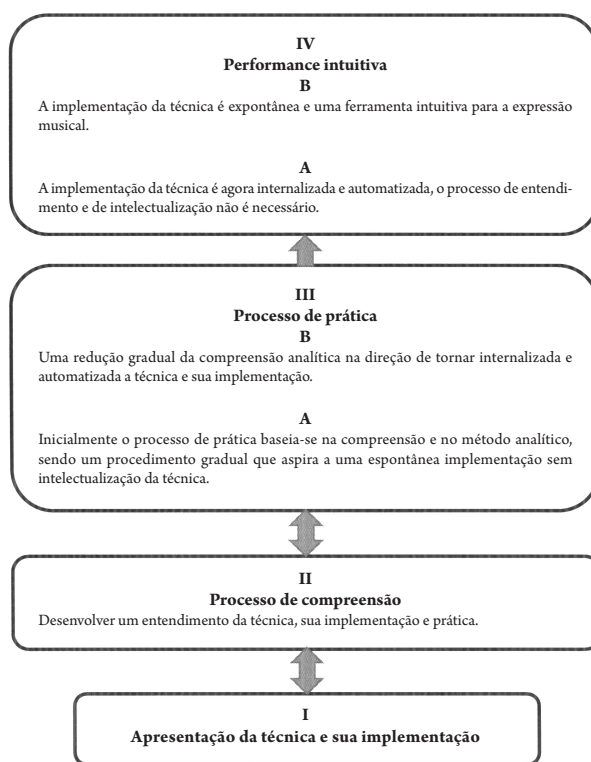 IV
Performance intuitiva
B
A implementação da técnica é expontânea e uma ferramenta intuitiva para a expressão
musical.
A
A implementação da técnica é agora internalizada e automatizada, o processo de entendi-
mento e de intelectualização não é necessário.
III
Processo de prática
B
Uma redução gradual da compreensão analítica na direção de tornar internalizada e
automatizada a técnica e sua implementação.
A
Inicialmente o processo de prática baseia-se na compreensão e no método analítico,
sendo um procedimento gradual que aspira a uma espontânea implementação sem
intelectualização da técnica.
II
Processo de compreensão
Desenvolver um entendimento da técnica, sua implementação e prática.
I
Apresentação da técnica e sua implementação